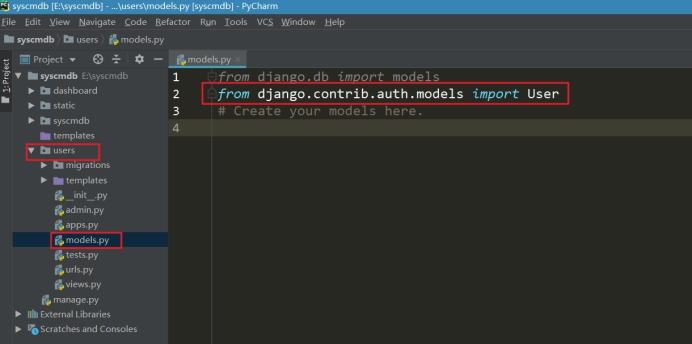 syscmdb [E:\syscmdb] - ...\users\models.py [syscmdb] - PyCharm
File Edit View Navigate Code Refactor Run Tools VCS Window Help
syscmdb users models.py
1: Project
Project
models.py
syscmdb E:\syscmdb
dashboard
static
syscmdb
templates
users
migrations
templates
__init__.py
admin.py
apps.py
models.py
tests.py
urls.py
views.py
manage.py
External Libraries
Scratches and Consoles
1 from django.db import models
2 from django.contrib.auth.models import User
3 # Create your models here.
4